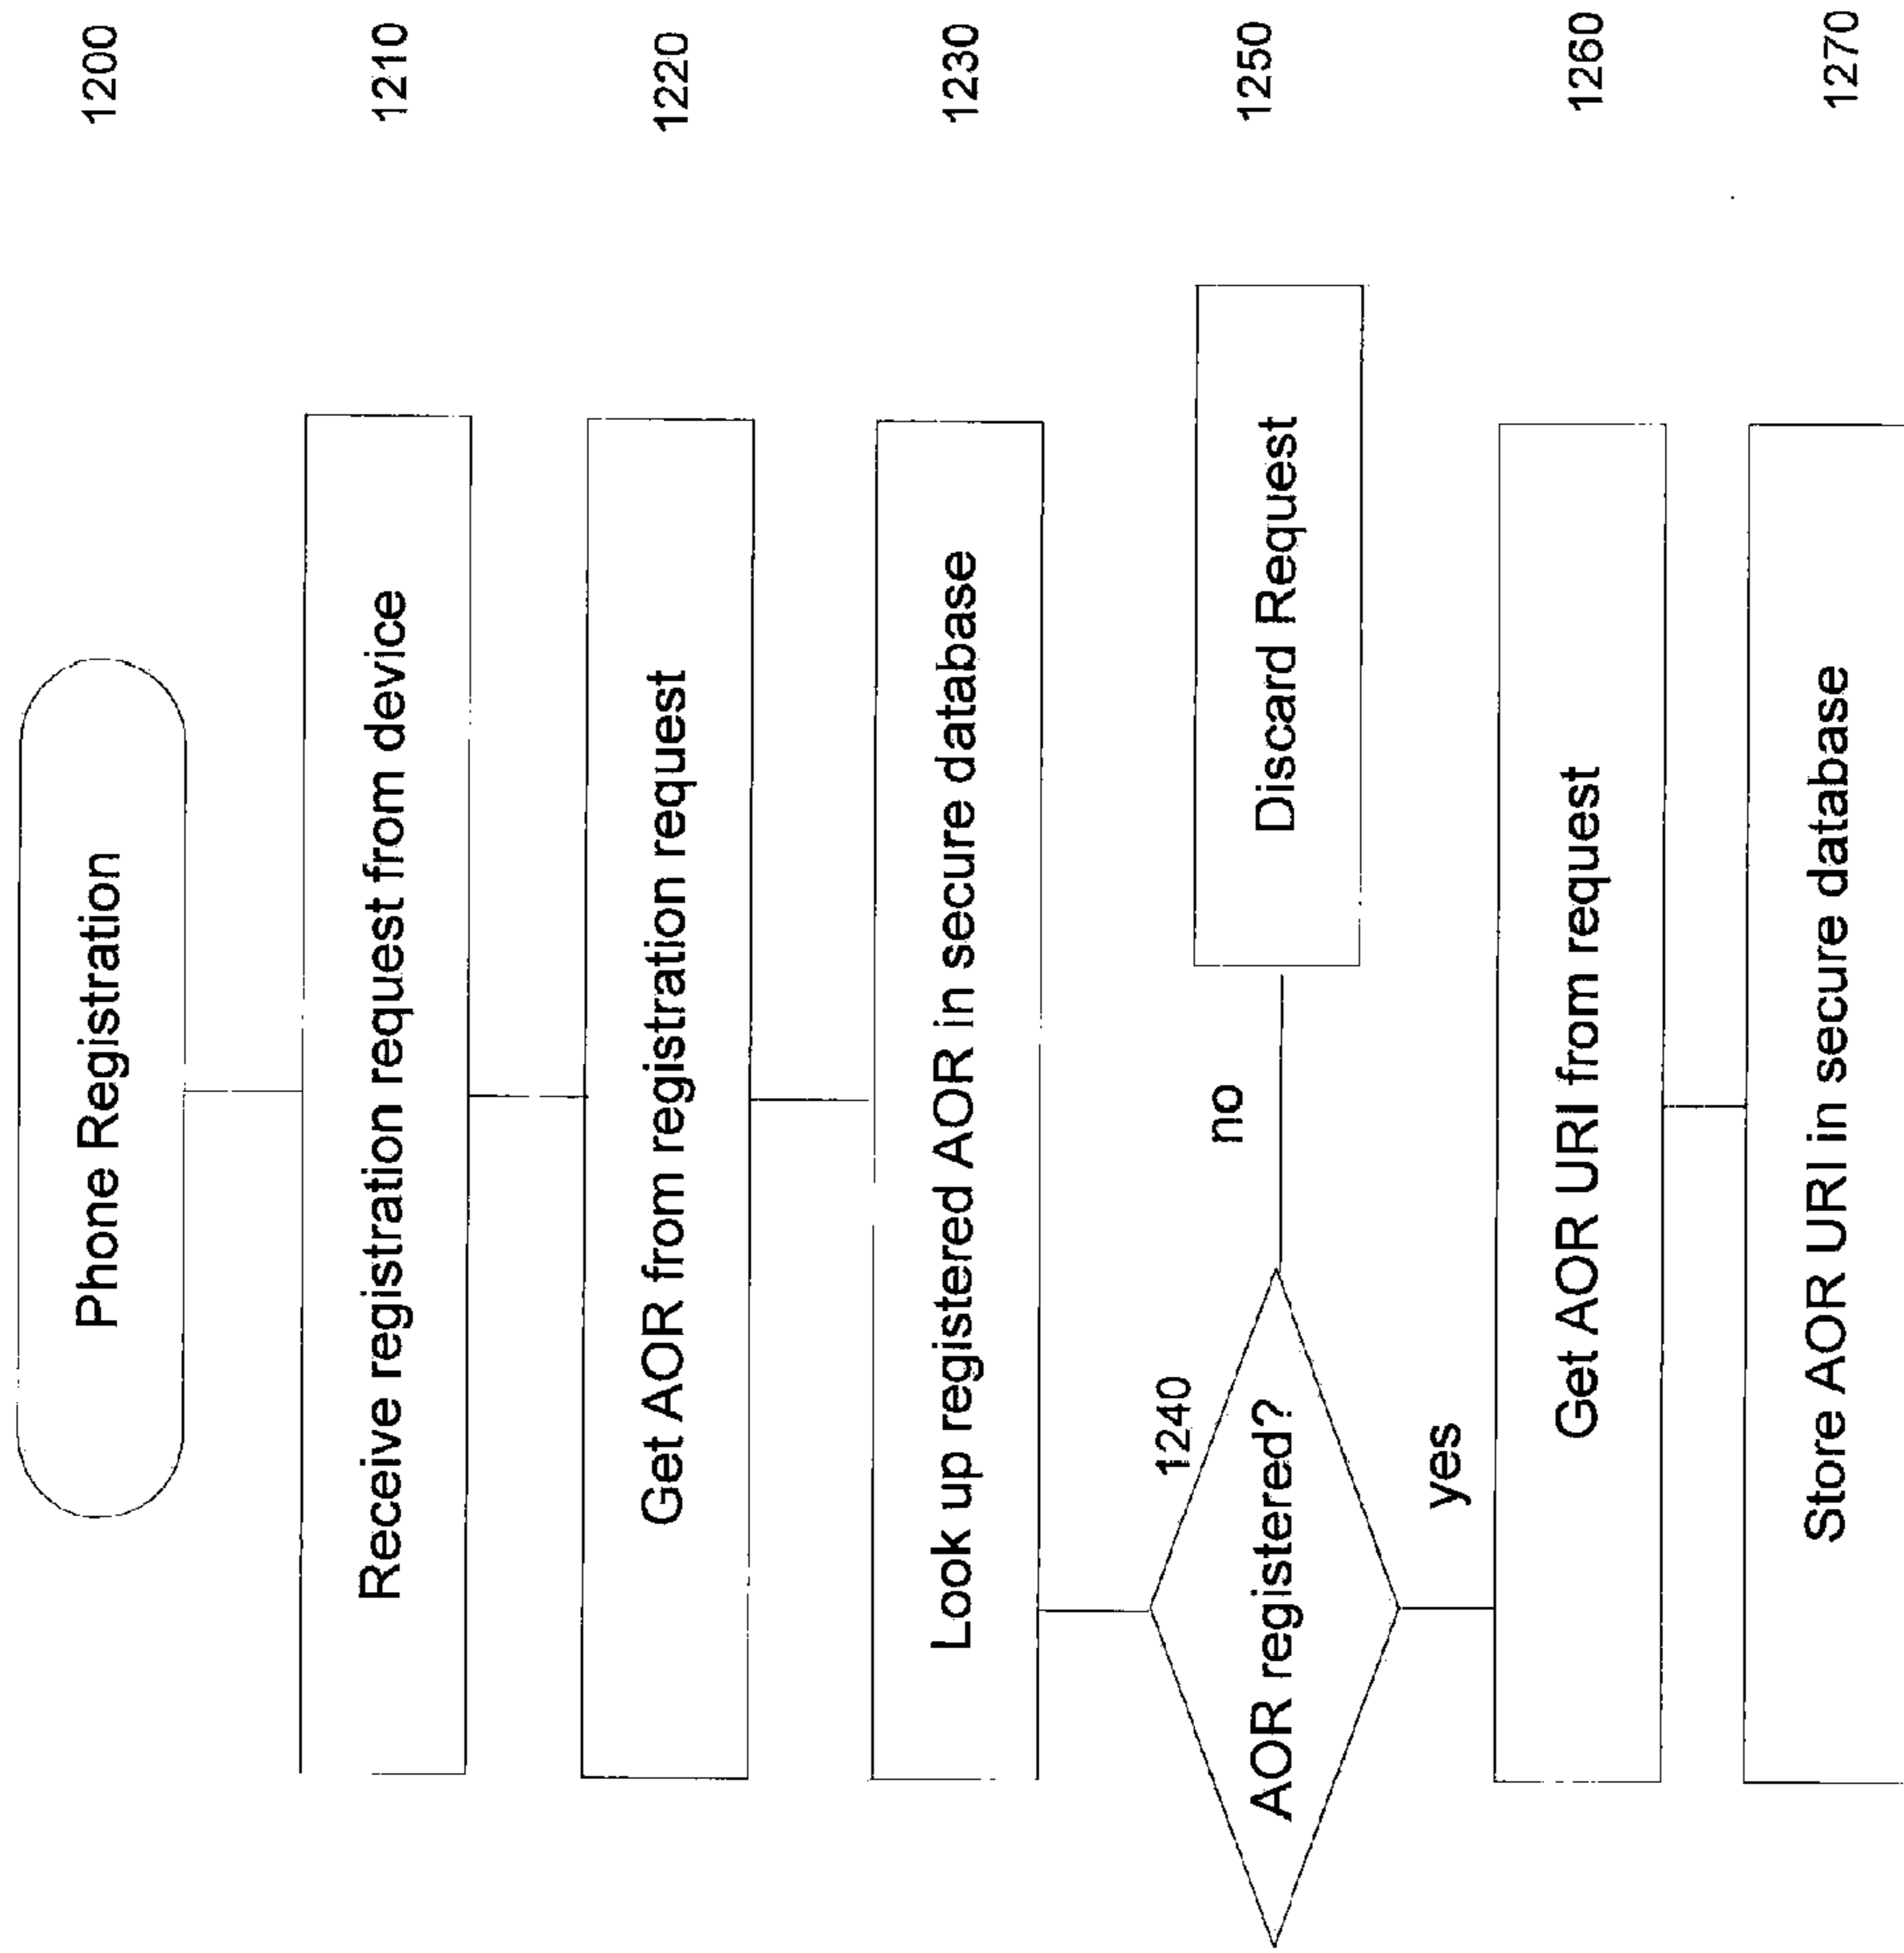 Phone Registration 1200
Receive registration request from device 1210
Get AOR from registration request 1220
Look up registered AOR in secure database 1230
1240
AOR registered?
no
Discard Request 1250
yes
Get AOR URI from request 1260
Store AOR URI in secure database 1270